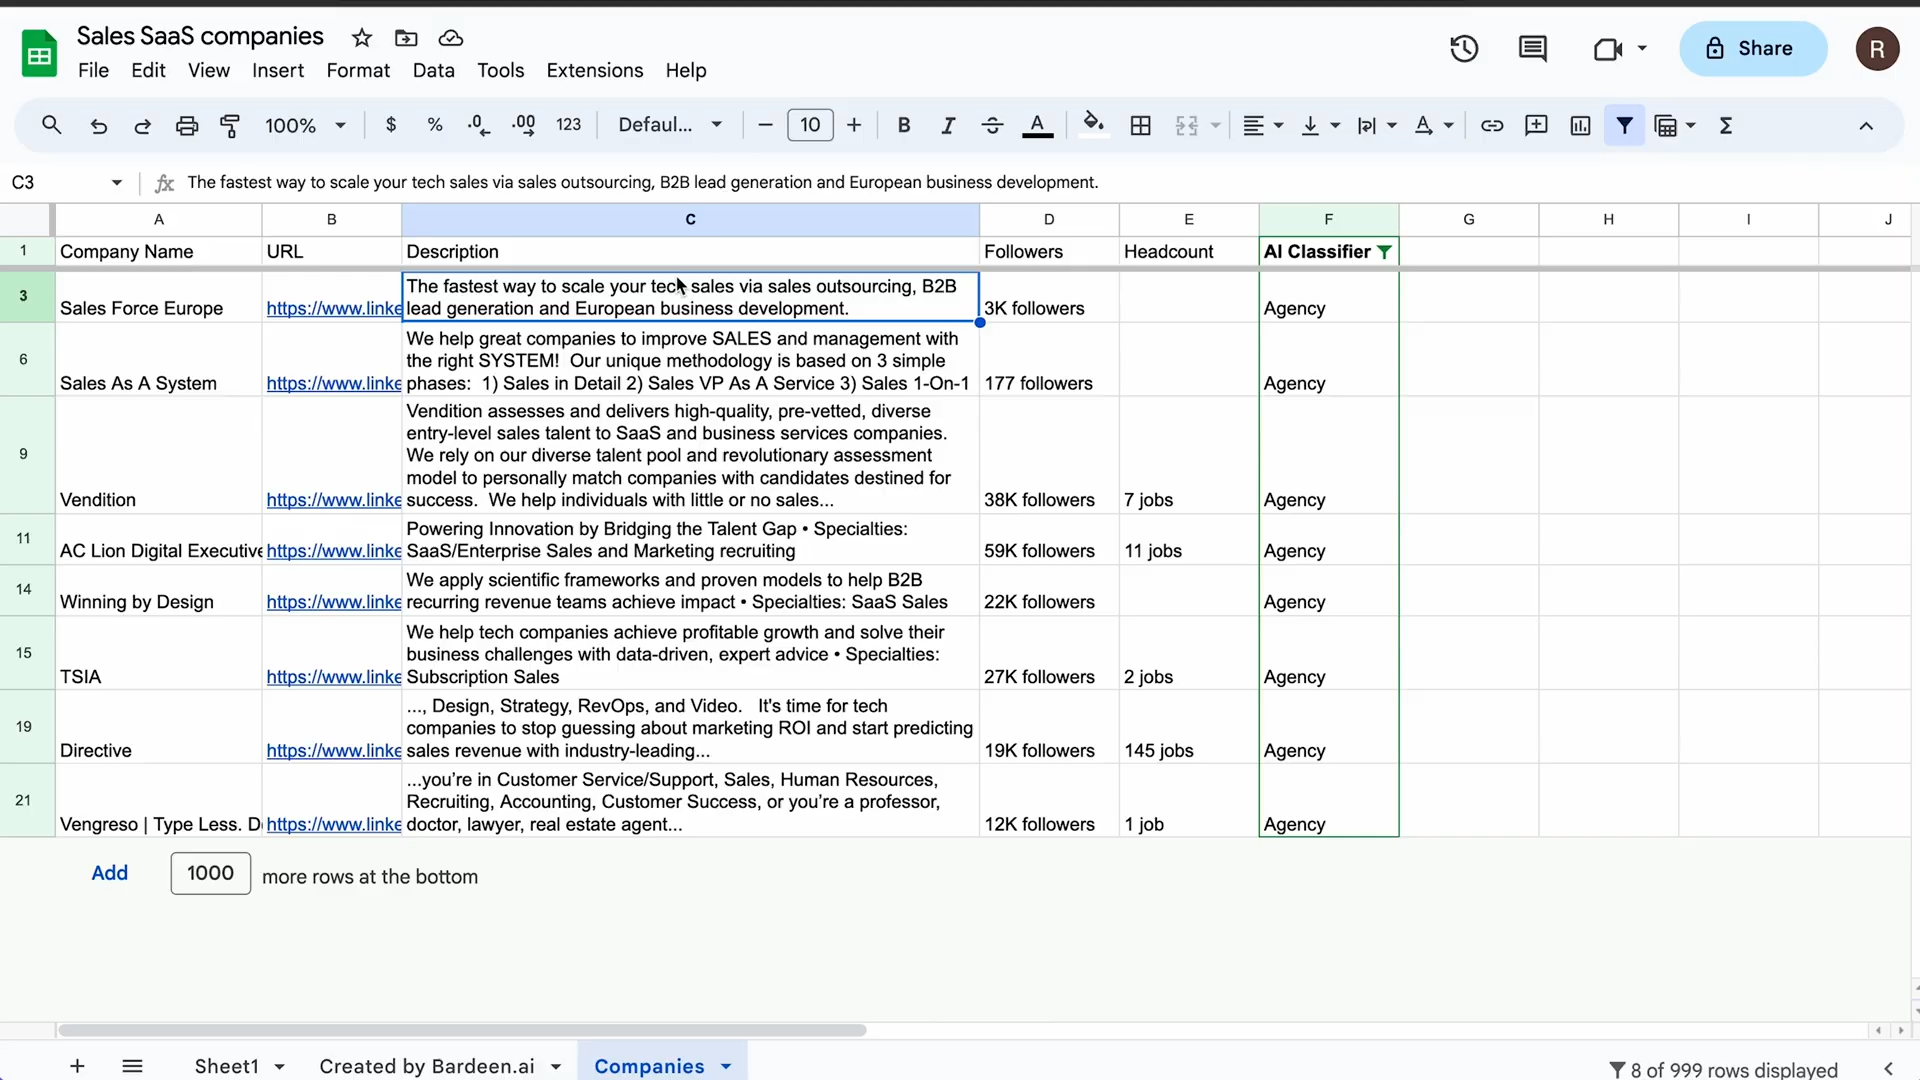 Sales SaaS companies
File Edit View Insert Format Data Tools Extensions Help
Share
R
100% $ % .0 .00 123 Defaul... 10 B I A
C3 fx The fastest way to scale your tech sales via sales outsourcing, B2B lead generation and European business development.
A B C D E F G H I J
1 Company Name URL Description Followers Headcount AI Classifier
3 Sales Force Europe https://www.linke
The fastest way to scale your tech sales via sales outsourcing, B2B
lead generation and European business development.
3K followers Agency
6 Sales As A System https://www.linke
We help great companies to improve SALES and management with
the right SYSTEM! Our unique methodology is based on 3 simple
phases: 1) Sales in Detail 2) Sales VP As A Service 3) Sales 1-On-1
177 followers Agency
9 Vendition https://www.linke
Vendition assesses and delivers high-quality, pre-vetted, diverse
entry-level sales talent to SaaS and business services companies.
We rely on our diverse talent pool and revolutionary assessment
model to personally match companies with candidates destined for
success. We help individuals with little or no sales...
38K followers 7 jobs Agency
11 AC Lion Digital Executive https://www.linke
Powering Innovation by Bridging the Talent Gap • Specialties:
SaaS/Enterprise Sales and Marketing recruiting
59K followers 11 jobs Agency
14 Winning by Design https://www.linke
We apply scientific frameworks and proven models to help B2B
recurring revenue teams achieve impact • Specialties: SaaS Sales
22K followers Agency
15 TSIA https://www.linke
We help tech companies achieve profitable growth and solve their
business challenges with data-driven, expert advice • Specialties:
Subscription Sales
27K followers 2 jobs Agency
19 Directive https://www.linke
..., Design, Strategy, RevOps, and Video. It's time for tech
companies to stop guessing about marketing ROI and start predicting
sales revenue with industry-leading...
19K followers 145 jobs Agency
21 Vengreso | Type Less. D https://www.linke
...you're in Customer Service/Support, Sales, Human Resources,
Recruiting, Accounting, Customer Success, or you're a professor,
doctor, lawyer, real estate agent...
12K followers 1 job Agency
Add 1000 more rows at the bottom
Sheet1 Created by Bardeen.ai Companies 8 of 999 rows displayed